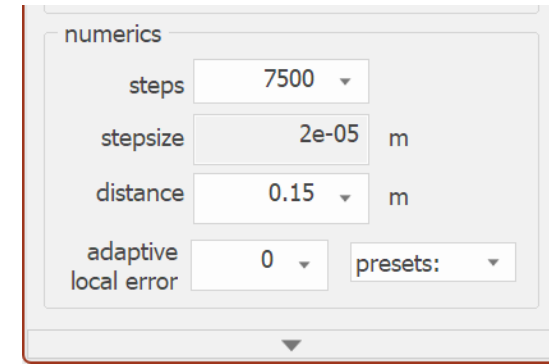 numerics
steps 7500
stepsize 2e-05 m
distance 0.15 m
adaptive
local error 0 presets: